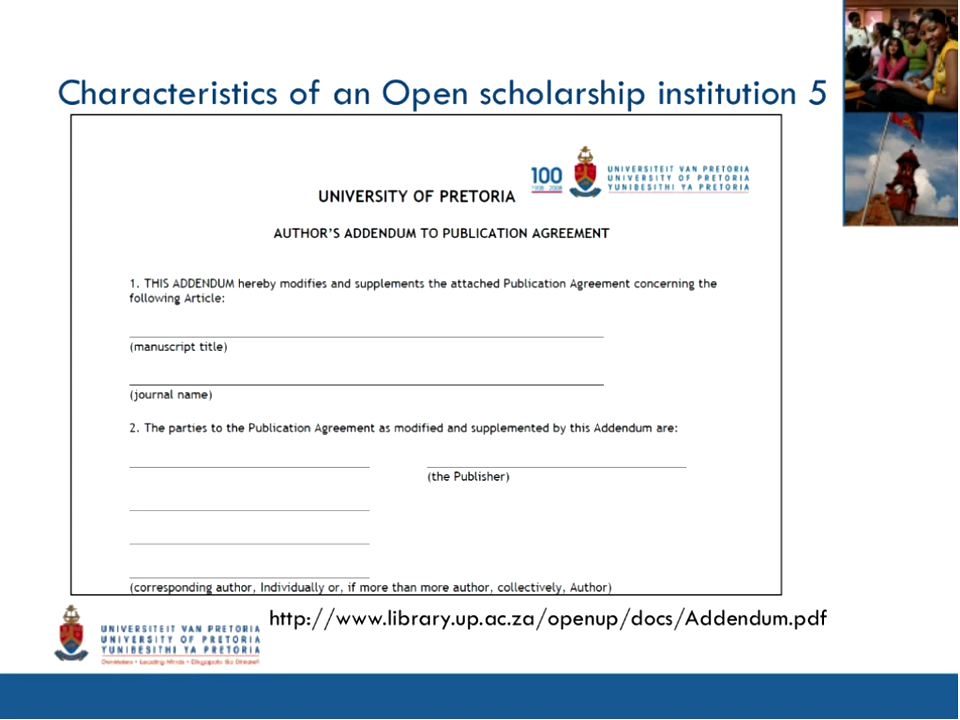 Characteristics of an Open scholarship institution 5
100
1908-2008
UNIVERSITEIT VAN PRETORIA
UNIVERSITY OF PRETORIA
YUNIBESITHI YA PRETORIA
UNIVERSITY OF PRETORIA
AUTHOR'S ADDENDUM TO PUBLICATION AGREEMENT
1. THIS ADDENDUM hereby modifies and supplements the attached Publication Agreement concerning the
following Article:
(manuscript title)
(journal name)
2. The parties to the Publication Agreement as modified and supplemented by this Addendum are:
(the Publisher)
(corresponding author, Individually or, if more than more author, collectively, Author)
http://www.library.up.ac.za/openup/docs/Addendum.pdf
UNIVERSITEIT VAN PRETORIA
UNIVERSITY OF PRETORIA
YUNIBESITHI YA PRETORIA
Leading Minds